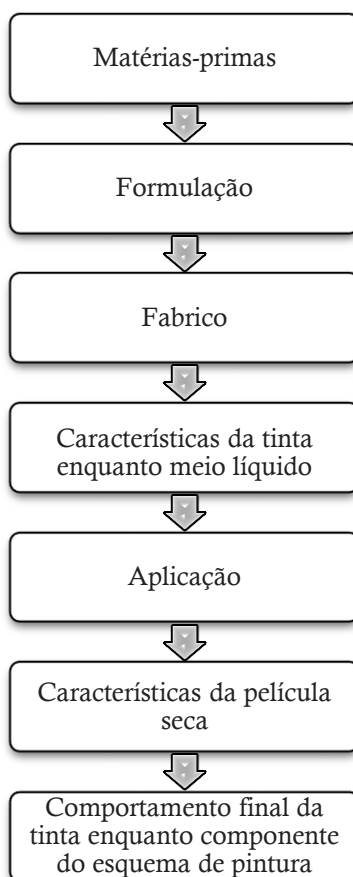 Matérias-primas
Formulação
Fabrico
Características da tinta
enquanto meio líquido
Aplicação
Características da película
seca
Comportamento final da
tinta enquanto componente
do esquema de pintura